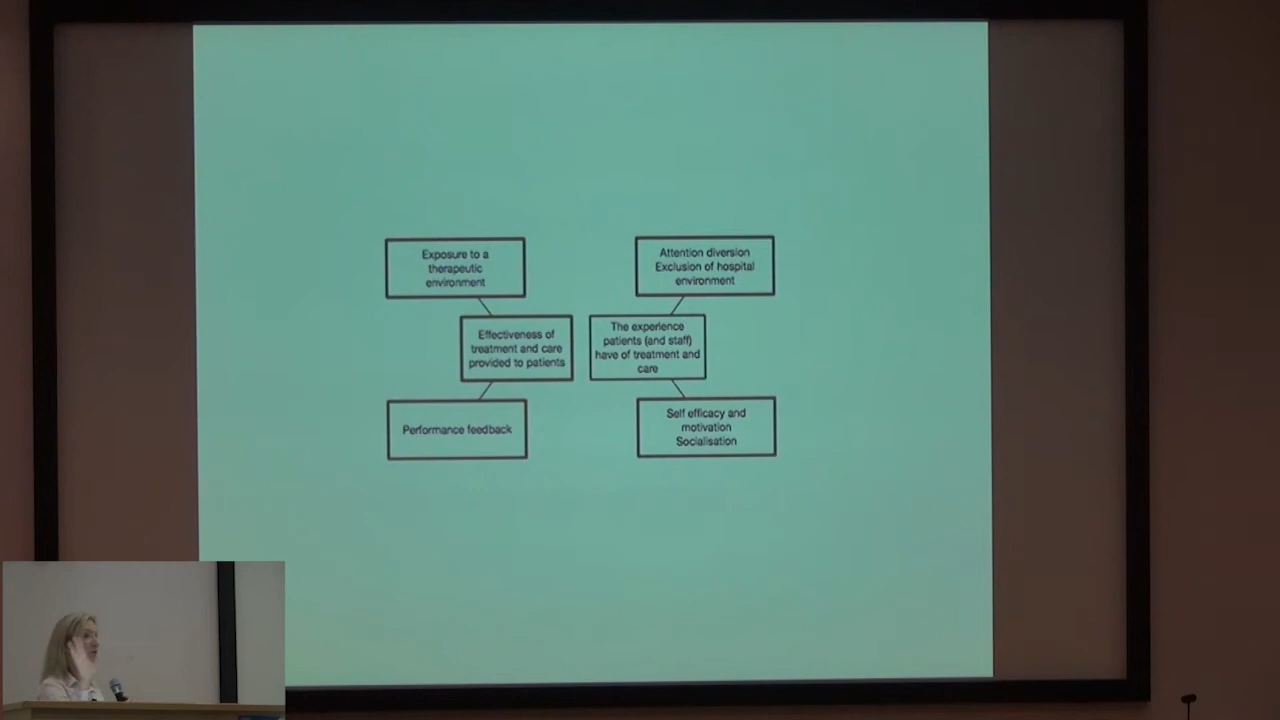 Exposure to a
therapeutic
environment
Attention diversion
Exclusion of hospital
environment
Effectiveness of
treatment and care
provided to patients
The experience
patients (and staff)
have of treatment and
care
Performance feedback
Self efficacy and
motivation
Socialisation